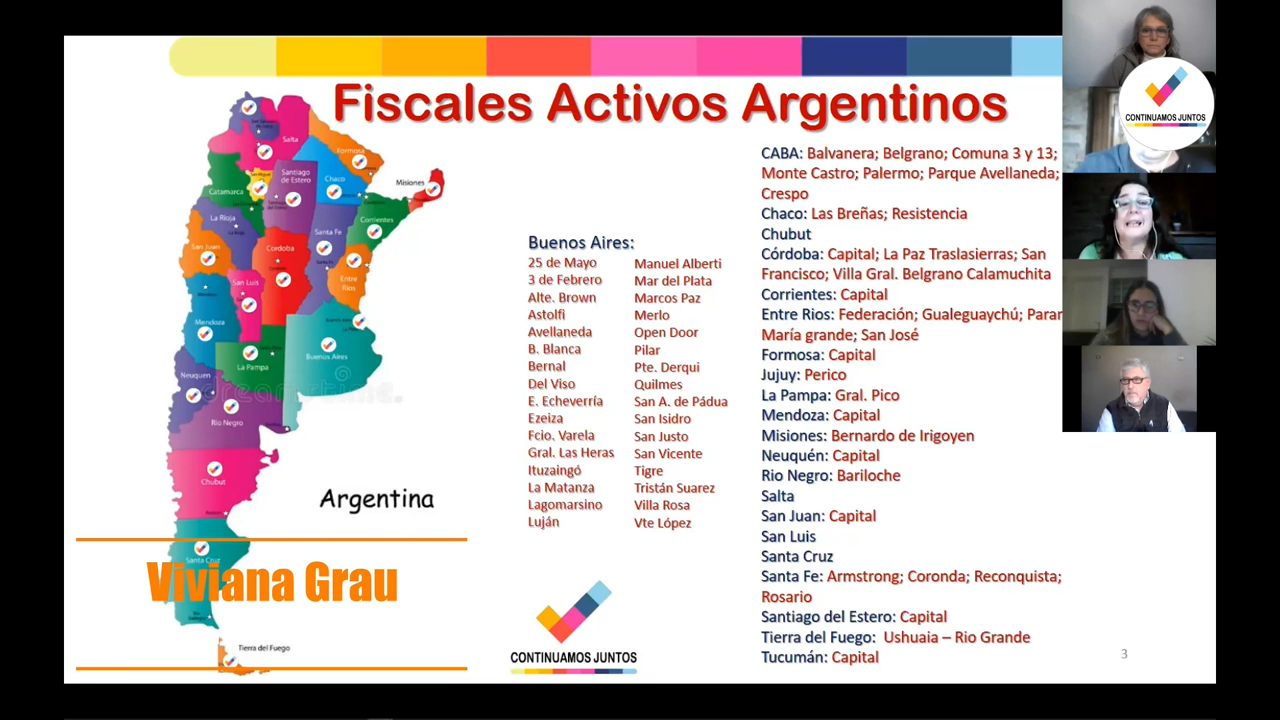 Fiscales Activos Argentinos
Salta
Formosa
Santiago
de Estero
Chaco
Misiones
Catamarca
Corrientes
La Rioja
Santa Fe
San Juan
Cordoba
San Luis
Entre
Rios
Mendoza
Buenos Aires
La Pampa
Neuquen
Rio Negro
Chubut
Argentina
Santa Cruz
Viviana Grau
Tierra del Fuego
Buenos Aires:
25 de Mayo
3 de Febrero
Alte. Brown
Astolfi
Avellaneda
B. Blanca
Bernal
Del Viso
E. Echeverría
Ezeiza
Fcio. Varela
Gral. Las Heras
Ituzaingó
La Matanza
Lagomarsino
Luján
Manuel Alberti
Mar del Plata
Marcos Paz
Merlo
Open Door
Pilar
Pte. Derqui
Quilmes
San A. de Pádua
San Isidro
San Justo
San Vicente
Tigre
Tristán Suarez
Villa Rosa
Vte López
CONTINUAMOS JUNTOS
CABA: Balvanera; Belgrano; Comuna 3 y 13;
Monte Castro; Palermo; Parque Avellaneda;
Crespo
Chaco: Las Breñas; Resistencia
Chubut
Córdoba: Capital; La Paz Traslasierras; San
Francisco; Villa Gral. Belgrano Calamuchita
Corrientes: Capital
Entre Rios: Federación; Gualeguaychú; Paran
María grande; San José
Formosa: Capital
Jujuy: Perico
La Pampa: Gral. Pico
Mendoza: Capital
Misiones: Bernardo de Irigoyen
Neuquén: Capital
Rio Negro: Bariloche
Salta
San Juan: Capital
San Luis
Santa Cruz
Santa Fe: Armstrong; Coronda; Reconquista;
Rosario
Santiago del Estero: Capital
Tierra del Fuego: Ushuaia – Rio Grande
Tucumán: Capital
3
CONTINUAMOS JUNTOS